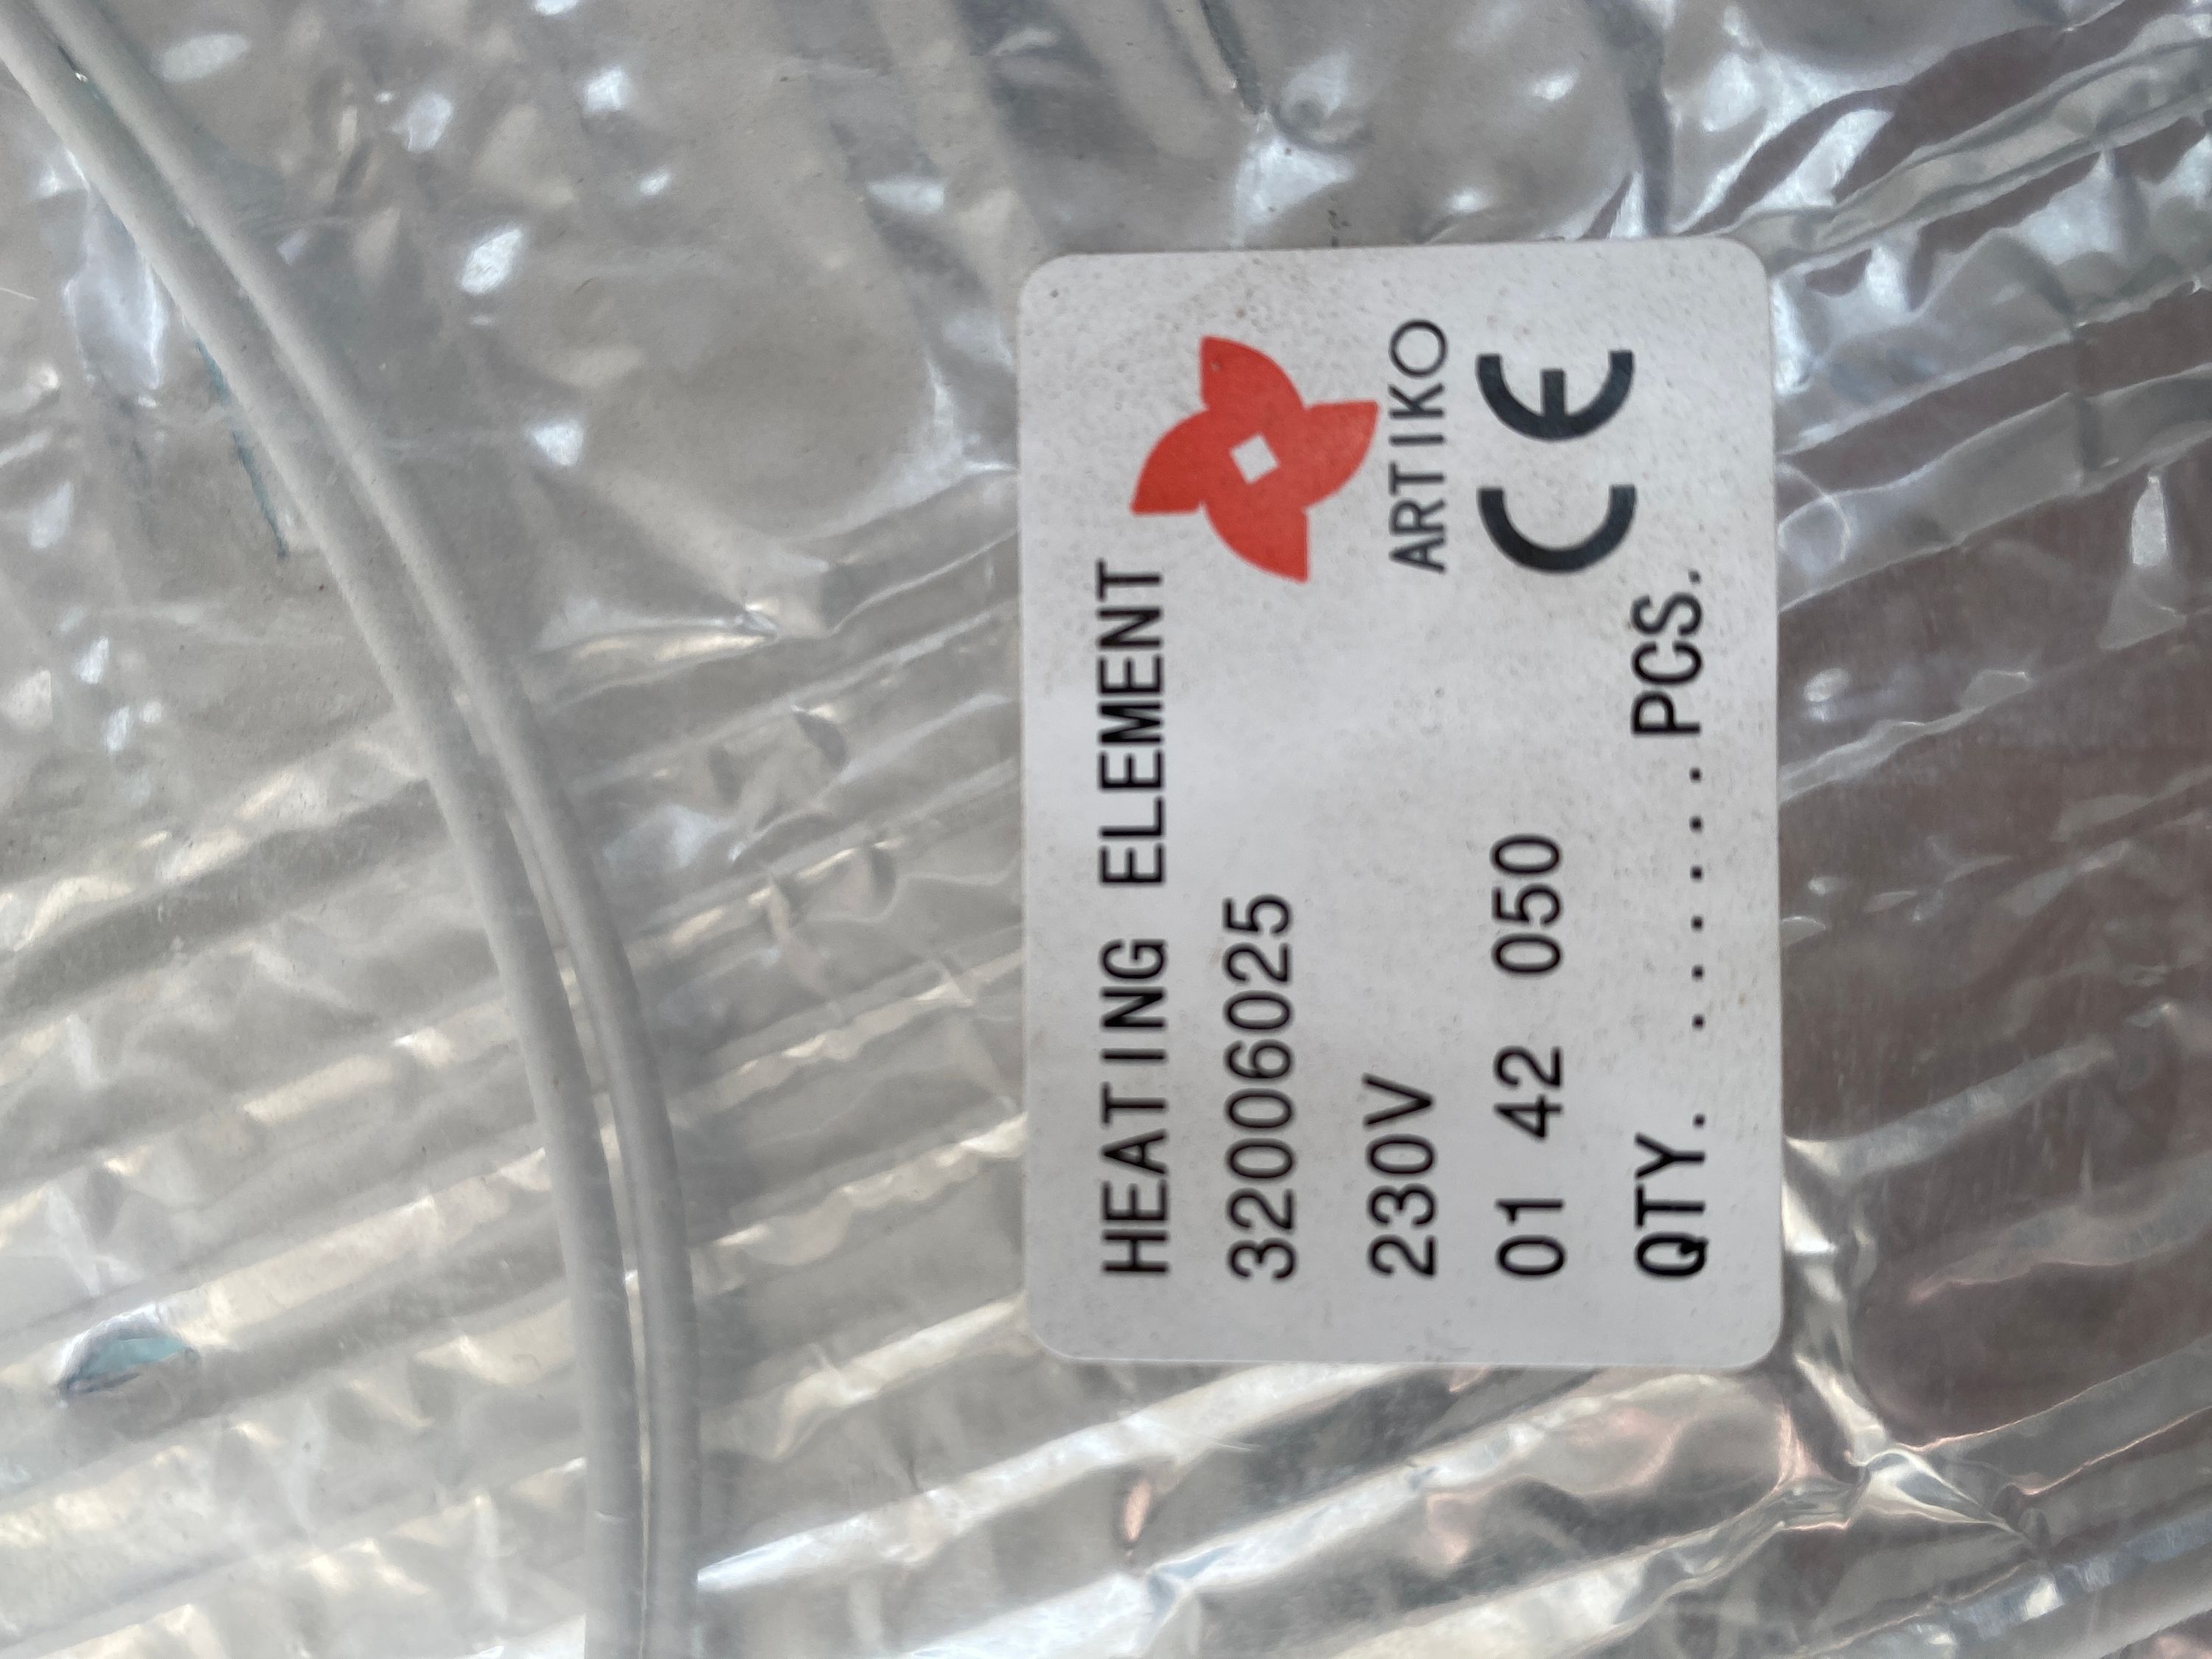 HEATING ELEMENT
32006025
230V
01 42 050
QTY. ....... PCS.
ARTIKO
CE